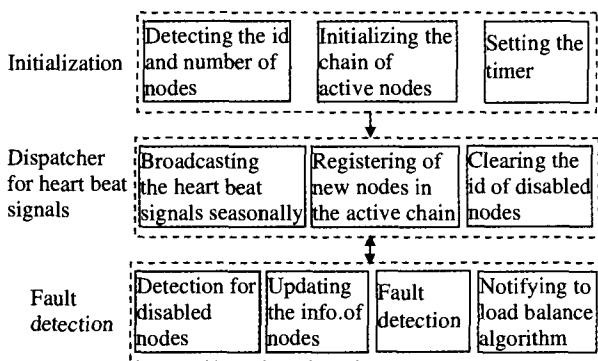 Initialization
Detecting the id
and number of
nodes
Initializing the
chain of
active nodes
Setting the
timer
Dispatcher
for heart beat
signals
Broadcasting
the heart beat
signals seasonally
Registering of
new nodes in
the active chain
Clearing the
id of disabled
nodes
Fault
detection
Detection for
disabled
nodes
Updating
the info.of
nodes
Fault
detection
Notifying to
load balance
algorithm